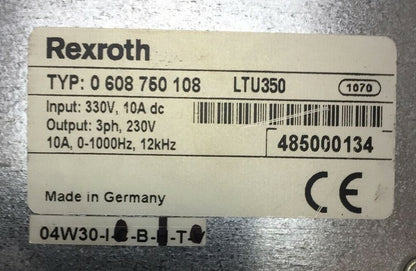 Rexroth
TYP: 0 608 750 108 LTU350 1070
Input: 330V, 10A dc
Output: 3ph, 230V
10A, 0-1000Hz, 12kHz
485000134
Made in Germany
CE
04W30-I- -B- -T-